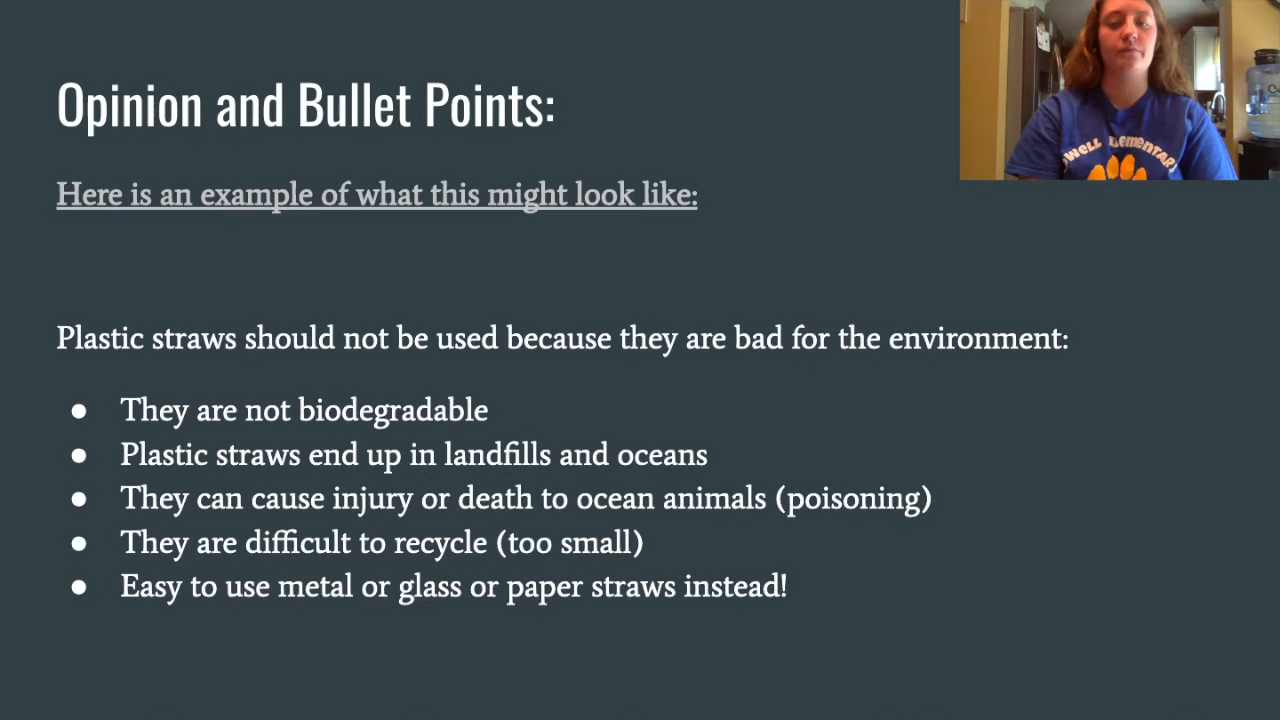 Opinion and Bullet Points:
Here is an example of what this might look like:
Plastic straws should not be used because they are bad for the environment:
● They are not biodegradable
● Plastic straws end up in landfills and oceans
● They can cause injury or death to ocean animals (poisoning)
● They are difficult to recycle (too small)
● Easy to use metal or glass or paper straws instead!